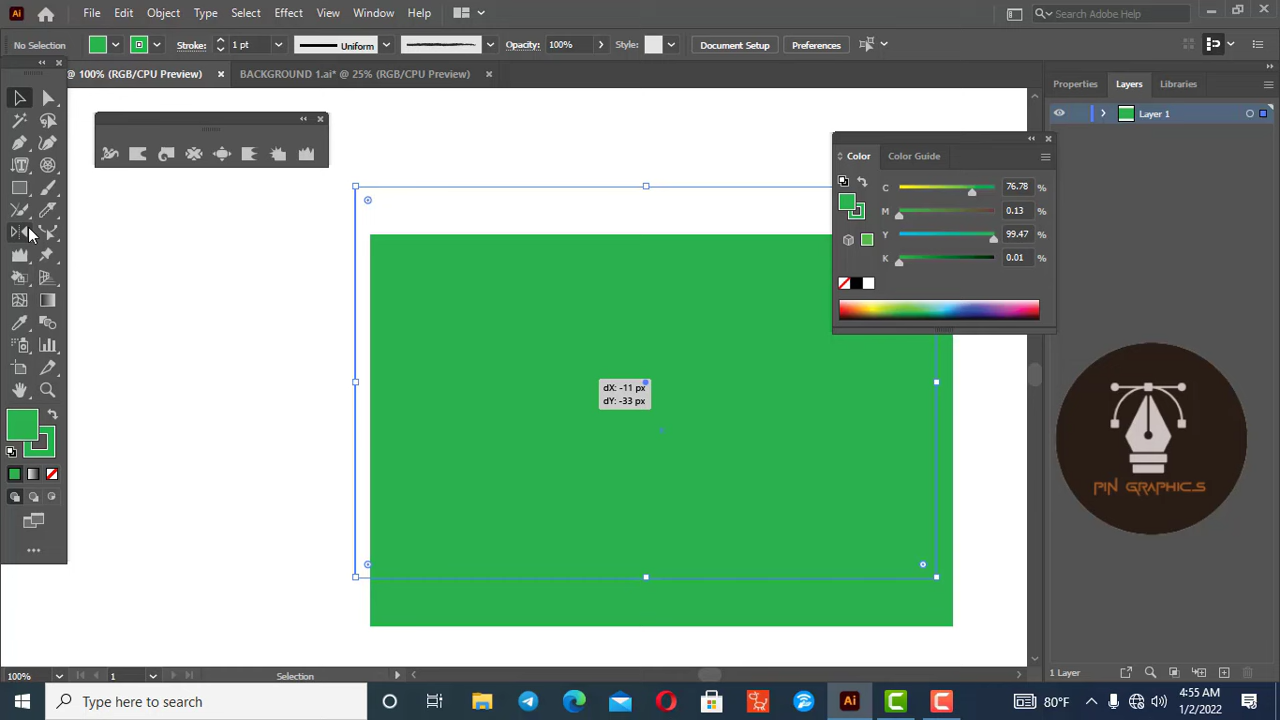 Ai File Edit Object Type Select Effect View Window Help Search Adobe Help
No Selection Stroke: 1 pt Uniform Opacity: 100% Style: Document Setup Preferences
@ 100% (RGB/CPU Preview) × BACKGROUND 1.ai* @ 25% (RGB/CPU Preview) ×
Properties Layers Libraries
Layer 1
Color Color Guide
C 76.78 %
M 0.13 %
Y 99.47 %
K 0.01 %
dX: -11 px
dY: -33 px
PIN GRAPHICS
100% 1 Selection 1 Layer
Type here to search Ai 80°F 4:55 AM
1/2/2022